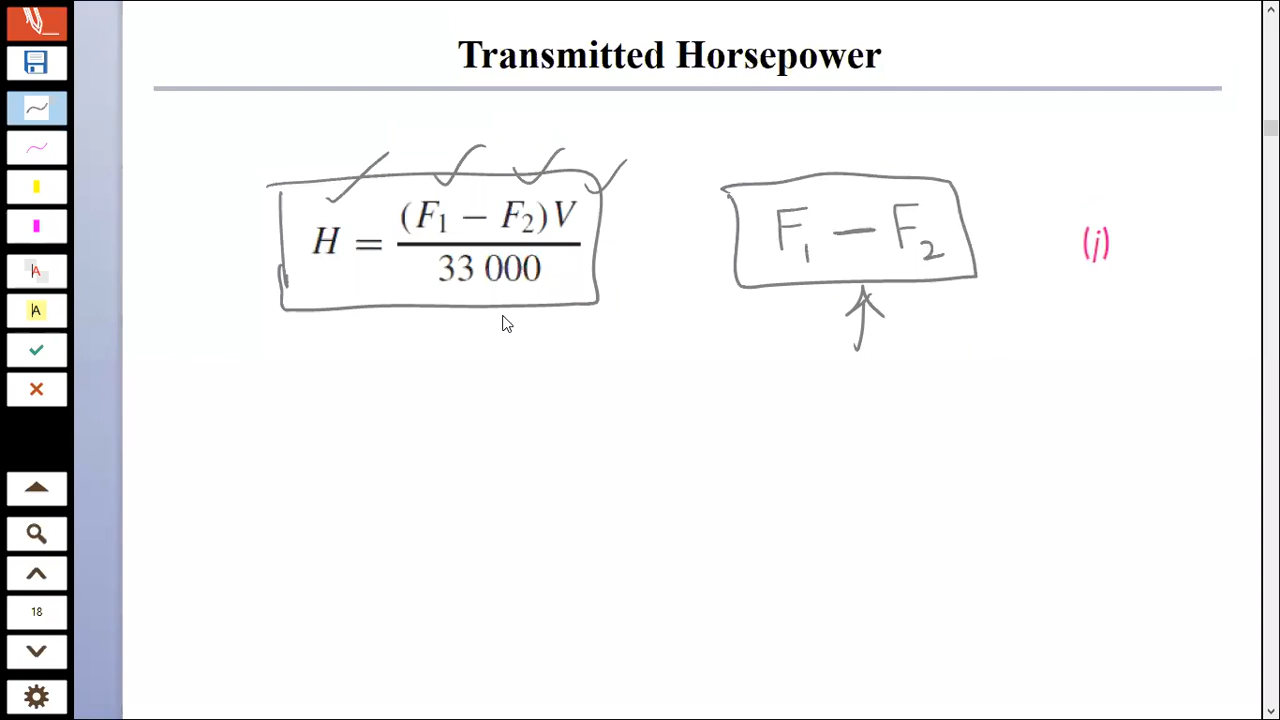 Transmitted Horsepower
H = (F₁ − F₂)V / 33 000
F₁ − F₂
(j)
A
A
18